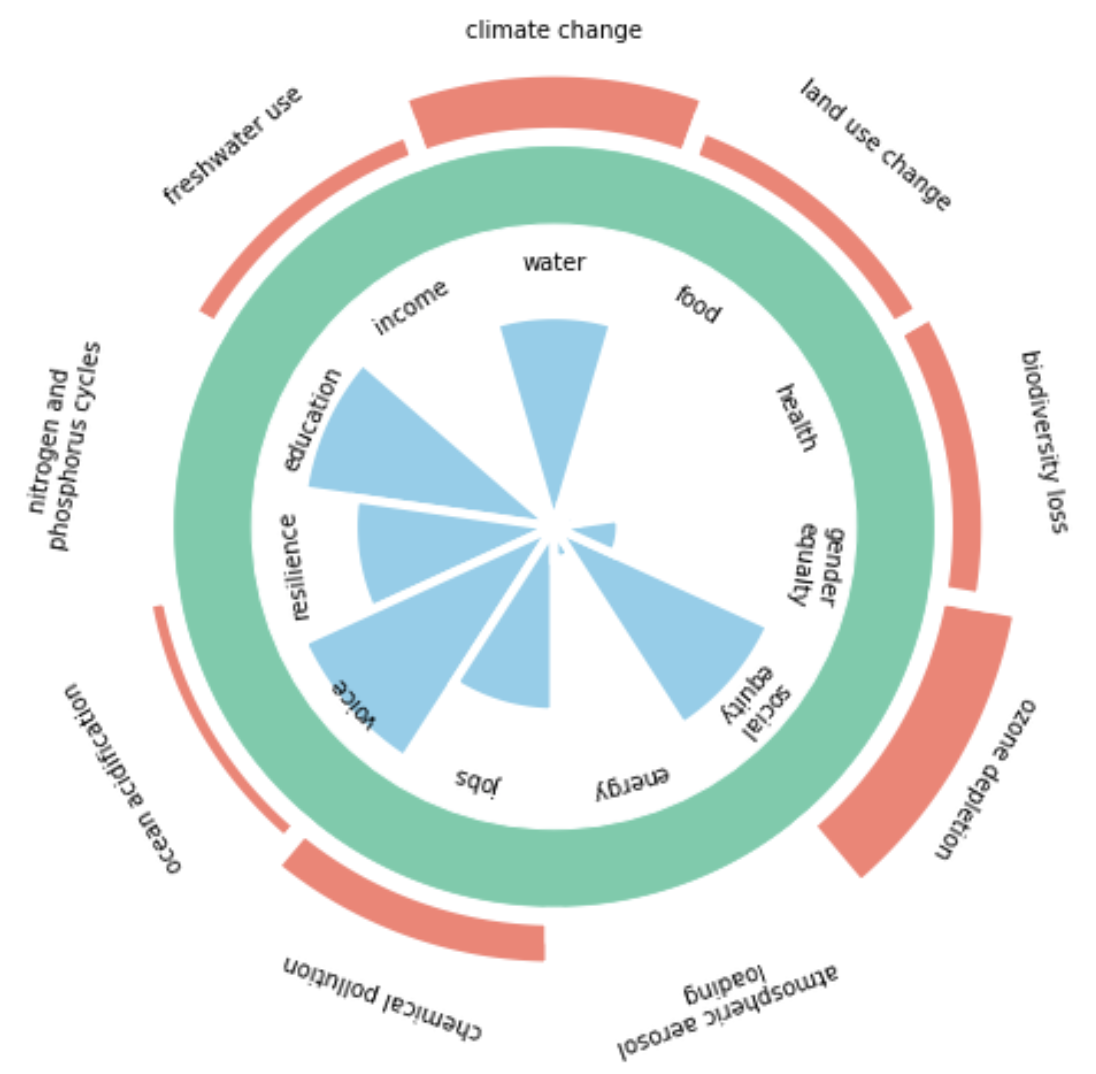 climate change
land use change
biodiversity loss
ozone depletion
atmospheric aerosol
loading
chemical pollution
ocean acidification
nitrogen and
phosphorus cycles
freshwater use
water
food
health
gender
equalty
social
equity
energy
jobs
voice
resilience
education
income